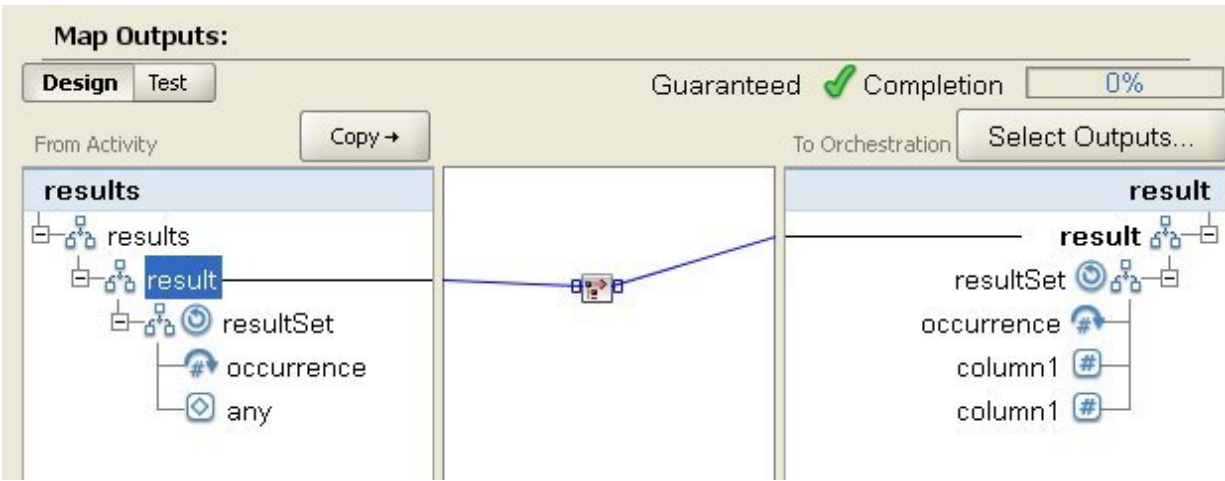 Map Outputs:
Design Test Guaranteed Completion 0%
From Activity Copy→ To Orchestration Select Outputs...
results result
results result
result resultSet
resultSet occurrence
occurrence column1
any column1